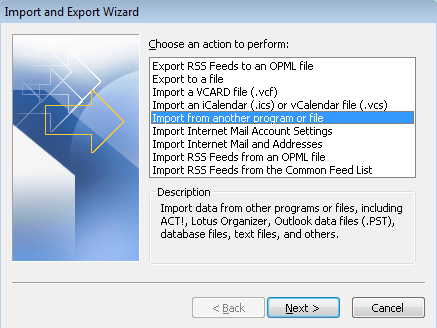 Import and Export Wizard
Choose an action to perform:
Export RSS Feeds to an OPML file
Export to a file
Import a VCARD file (.vcf)
Import an iCalendar (.ics) or vCalendar file (.vcs)
Import from another program or file
Import Internet Mail Account Settings
Import Internet Mail and Addresses
Import RSS Feeds from an OPML file
Import RSS Feeds from the Common Feed List
Description
Import data from other programs or files, including
ACT!, Lotus Organizer, Outlook data files (.PST),
database files, text files, and others.
< Back Next > Cancel